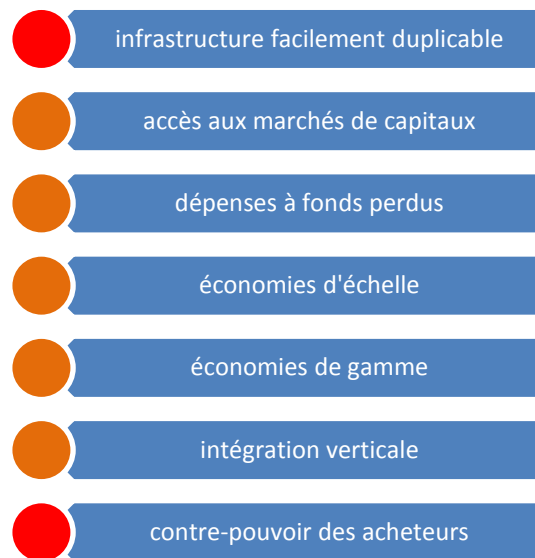 infrastructure facilement duplicable
accès aux marchés de capitaux
dépenses à fonds perdus
économies d'échelle
économies de gamme
intégration verticale
contre-pouvoir des acheteurs